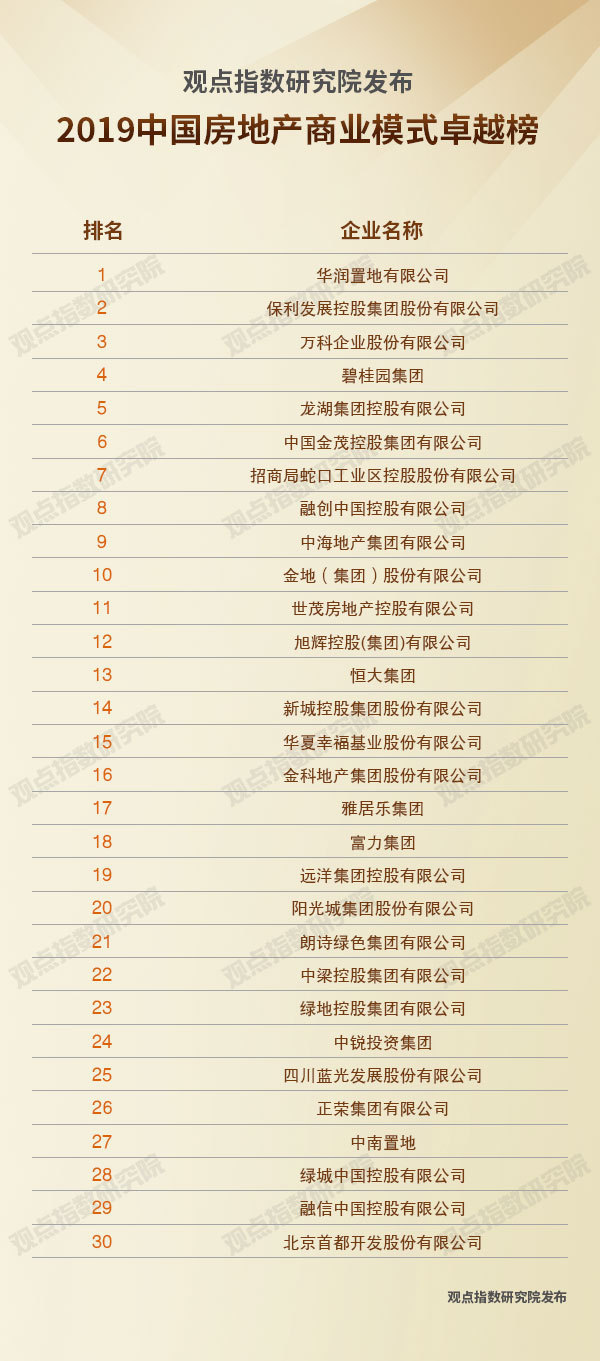 观点指数研究院发布
2019中国房地产商业模式卓越榜
排名 企业名称
1 华润置地有限公司
2 保利发展控股集团股份有限公司
3 万科企业股份有限公司
4 碧桂园集团
5 龙湖集团控股有限公司
6 中国金茂控股集团有限公司
7 招商局蛇口工业区控股股份有限公司
8 融创中国控股有限公司
9 中海地产集团有限公司
10 金地（集团）股份有限公司
11 世茂房地产控股有限公司
12 旭辉控股(集团)有限公司
13 恒大集团
14 新城控股集团股份有限公司
15 华夏幸福基业股份有限公司
16 金科地产集团股份有限公司
17 雅居乐集团
18 富力集团
19 远洋集团控股有限公司
20 阳光城集团股份有限公司
21 朗诗绿色集团有限公司
22 中梁控股集团有限公司
23 绿地控股集团有限公司
24 中锐投资集团
25 四川蓝光发展股份有限公司
26 正荣集团有限公司
27 中南置地
28 绿城中国控股有限公司
29 融信中国控股有限公司
30 北京首都开发股份有限公司
观点指数研究院发布